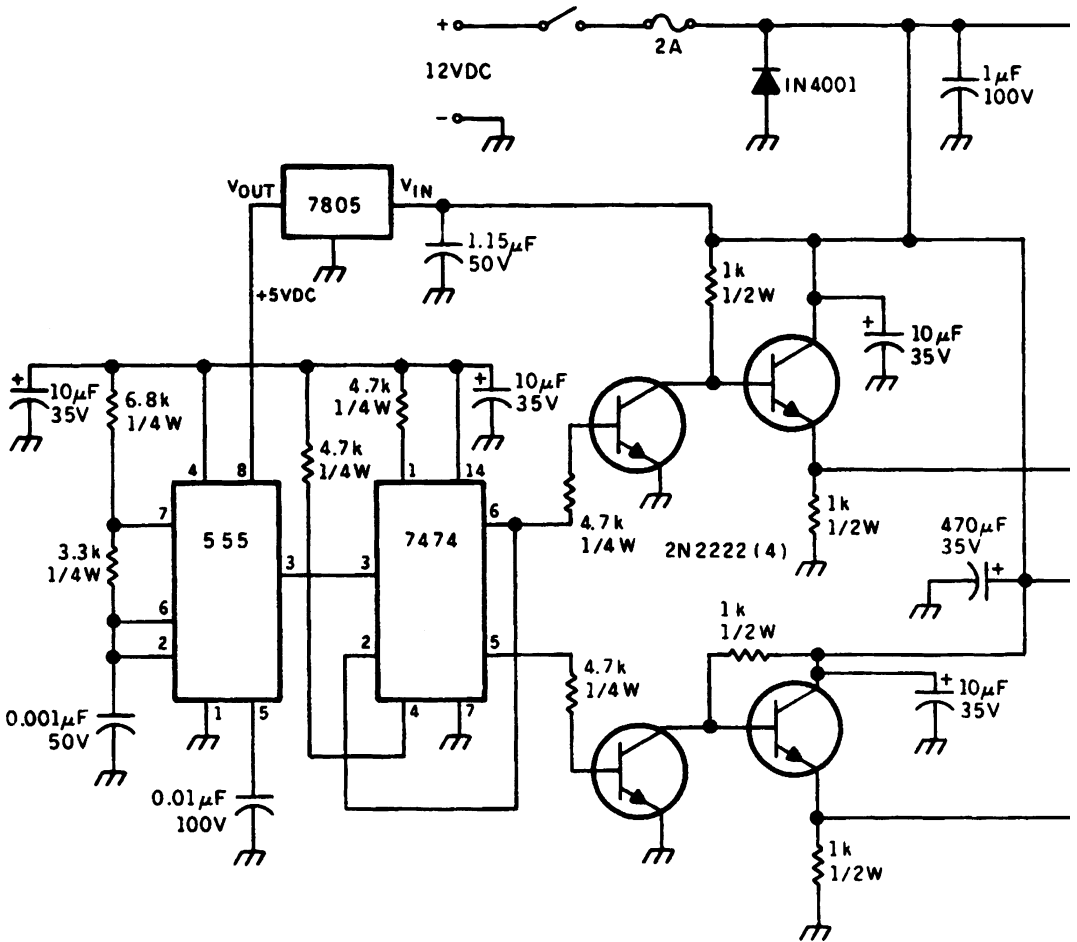 +
2A
12VDC
IN4001
1µF
100V
-
VOUT
7805
VIN
1.15µF
50V
+5VDC
1k
1/2W
+
10µF
35V
+
10µF
35V
6.8k
1/4W
4.7k
1/4W
4.7k
1/4W
+
10µF
35V
4
8
1
14
7
555
3
3
7474
6
4.7k
1/4W
2N2222(4)
1k
1/2W
470µF
35V
+
3.3k
1/4W
6
2
2
5
4.7k
1/4W
1k
1/2W
+
10µF
35V
0.001µF
50V
1
5
4
7
0.01µF
100V
1k
1/2W